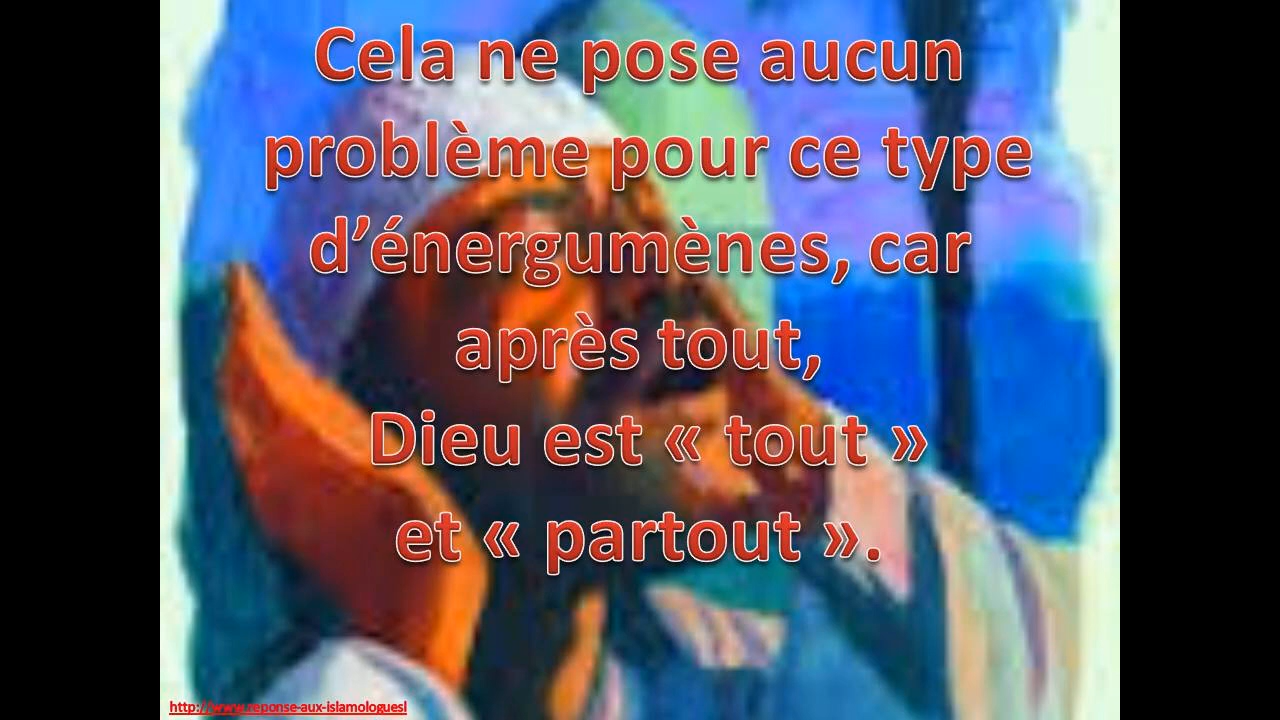 Cela ne pose aucun
problème pour ce type
d’énergumènes, car
après tout,
Dieu est « tout »
et « partout ».
http://www.reponse-aux-islamologuesl